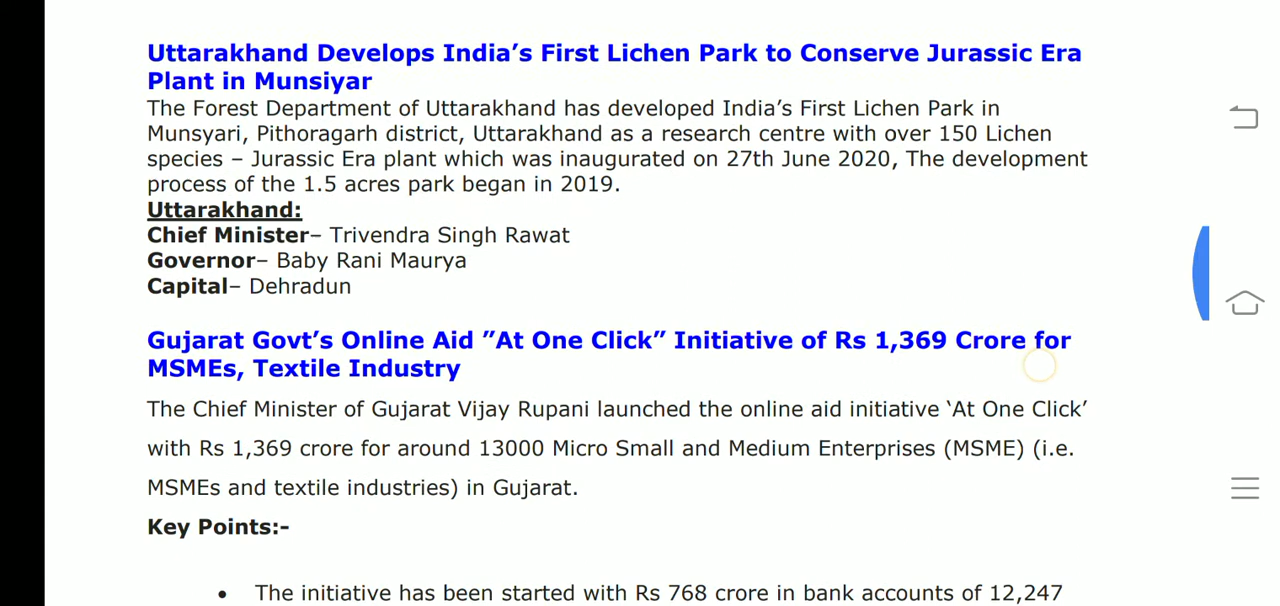 Uttarakhand Develops India’s First Lichen Park to Conserve Jurassic Era
Plant in Munsiyar
The Forest Department of Uttarakhand has developed India’s First Lichen Park in
Munsyari, Pithoragarh district, Uttarakhand as a research centre with over 150 Lichen
species – Jurassic Era plant which was inaugurated on 27th June 2020, The development
process of the 1.5 acres park began in 2019.
Uttarakhand:
Chief Minister– Trivendra Singh Rawat
Governor– Baby Rani Maurya
Capital– Dehradun
Gujarat Govt’s Online Aid ”At One Click” Initiative of Rs 1,369 Crore for
MSMEs, Textile Industry
The Chief Minister of Gujarat Vijay Rupani launched the online aid initiative ‘At One Click’
with Rs 1,369 crore for around 13000 Micro Small and Medium Enterprises (MSME) (i.e.
MSMEs and textile industries) in Gujarat.
Key Points:-
• The initiative has been started with Rs 768 crore in bank accounts of 12,247